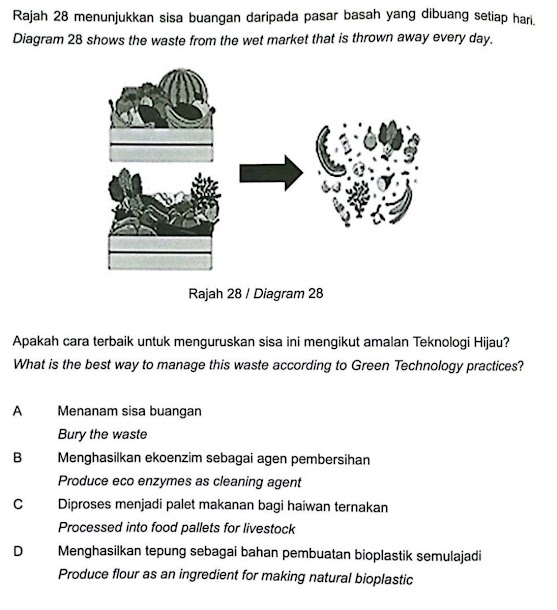 Rajah 28 menunjukkan sisa buangan daripada pasar basah yang dibuang setiap hari.
Diagram 28 shows the waste from the wet market that is thrown away every day.
Rajah 28 / Diagram 28
Apakah cara terbaik untuk menguruskan sisa ini mengikut amalan Teknologi Hijau?
What is the best way to manage this waste according to Green Technology practices?
A Menanam sisa buangan
Bury the waste
B Menghasilkan ekoenzim sebagai agen pembersihan
Produce eco enzymes as cleaning agent
C Diproses menjadi palet makanan bagi haiwan ternakan
Processed into food pallets for livestock
D Menghasilkan tepung sebagai bahan pembuatan bioplastik semulajadi
Produce flour as an ingredient for making natural bioplastic